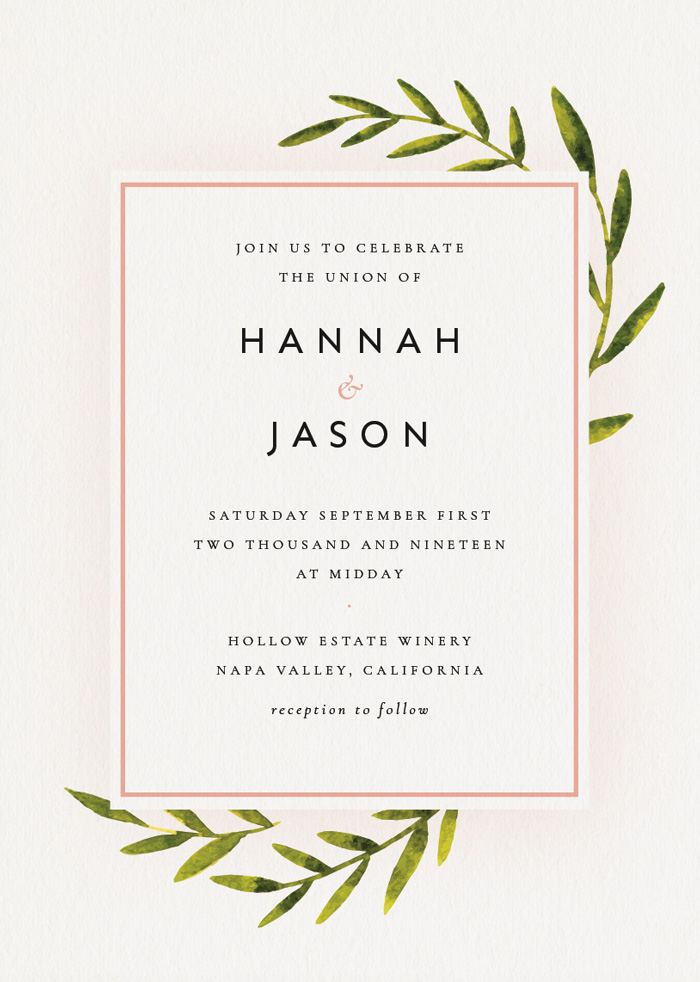 JOIN US TO CELEBRATE
THE UNION OF
HANNAH
&
JASON
SATURDAY SEPTEMBER FIRST
TWO THOUSAND AND NINETEEN
AT MIDDAY
HOLLOW ESTATE WINERY
NAPA VALLEY, CALIFORNIA
reception to follow